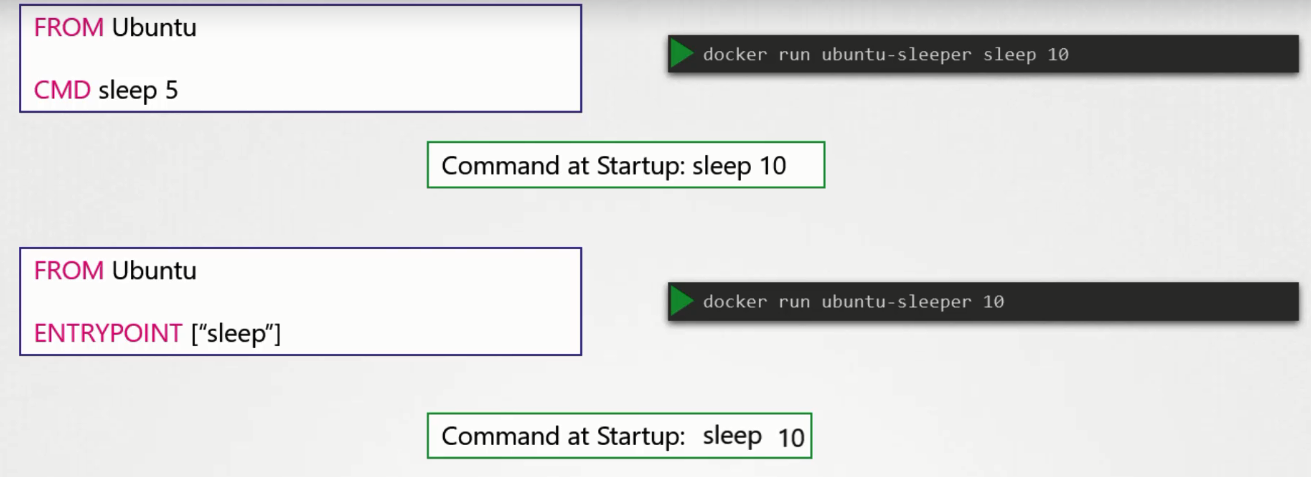 FROM Ubuntu
CMD sleep 5
docker run ubuntu-sleeper sleep 10
Command at Startup: sleep 10
FROM Ubuntu
ENTRYPOINT [“sleep”]
docker run ubuntu-sleeper 10
Command at Startup: sleep 10